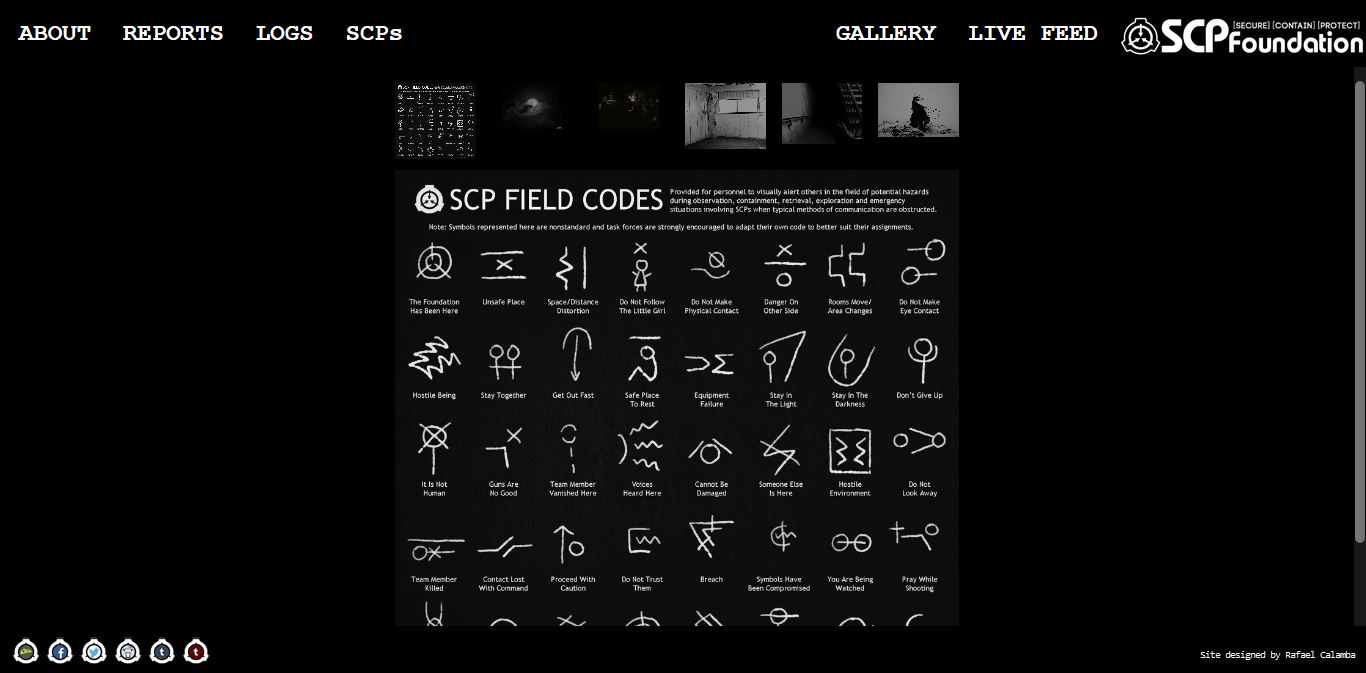 ABOUT REPORTS LOGS SCPs GALLERY LIVE FEED
[SECURE] [CONTAIN] [PROTECT]
SCP Foundation
SCP FIELD CODES
Provided for personnel to visually alert others in the field of potential hazards
during observation, containment, retrieval, exploration and emergency
situations involving SCPs when typical methods of communication are obstructed.
Note: Symbols represented here are nonstandard and task forces are strongly encouraged to adapt their own code to better suit their assignments.
The Foundation
Has Been Here
Unsafe Place
Space/Distance
Distortion
Do Not Follow
The Little Girl
Do Not Make
Physical Contact
Danger On
Other Side
Rooms Move/
Area Changes
Do Not Make
Eye Contact
Hostile Being
Stay Together
Get Out Fast
Safe Place
To Rest
Equipment
Failure
Stay In
The Light
Stay In The
Darkness
Don't Give Up
It Is Not
Human
Guns Are
No Good
Team Member
Vanished Here
Voices
Heard Here
Cannot Be
Damaged
Someone Else
Is Here
Hostile
Environment
Do Not
Look Away
Team Member
Killed
Contact Lost
With Command
Proceed With
Caution
Do Not Trust
Them
Breach
Symbols Have
Been Compromised
You Are Being
Watched
Pray While
Shooting
Site designed by Rafael Calamba